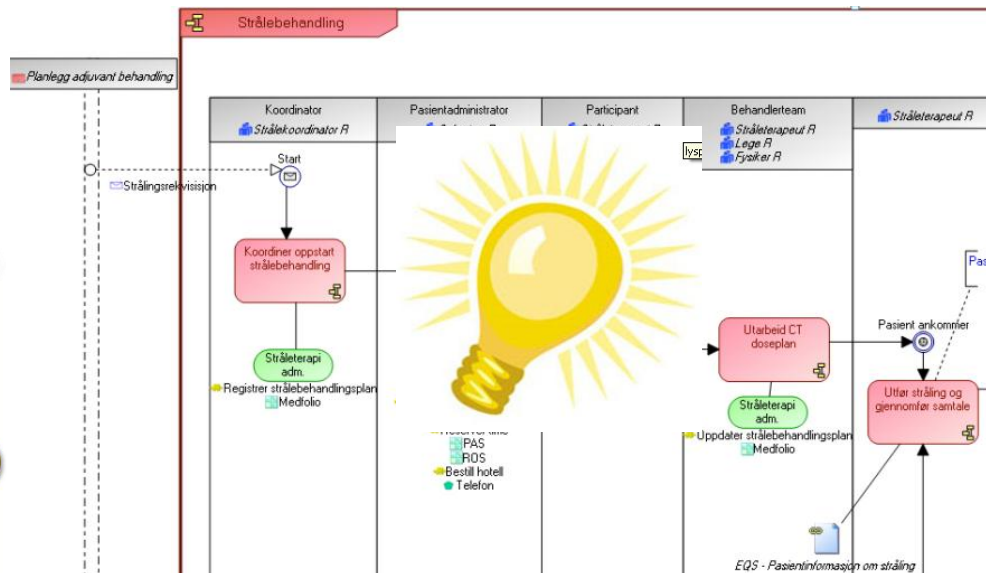 Strålebehandling
Planlegg adjuvant behandling
Koordinator
Strålekoordinator R
Pasientadministrator
Participant
Behandlerteam
Stråleterapeut R
Lege R
Fysiker R
Stråleterapeut R
Start
Strålingsrekvisisjon
Koordiner oppstart
strålebehandling
Stråleterapi
adm.
Registrer strålebehandlingsplan
Medfolio
PAS
ROS
Bestill hotell
Telefon
Utarbeid CT
doseplan
Stråleterapi
adm.
Uppdater strålebehandlingsplan
Medfolio
Pasient ankommer
Utfør stråling og
gjennomfør samtale
EQS - Pasientinformasjon om stråling